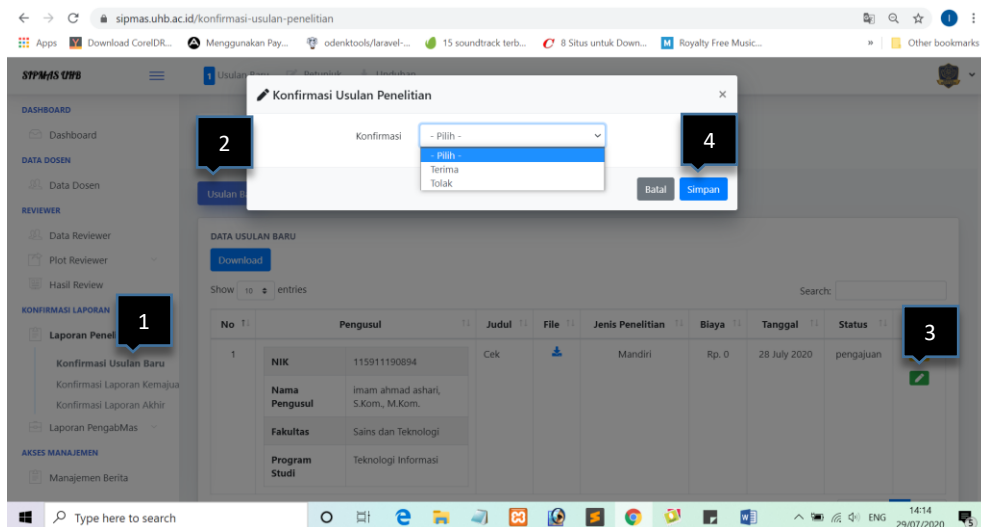 sipmas.uhb.ac.id/konfirmasi-usulan-penelitian
Apps Download CorelDR... Menggunakan Pay... odenktools/laravel-... 15 soundtrack terb... 8 Situs untuk Down... Royalty Free Music... » Other bookmarks
SIPMAS UHB
1 Usulan Baru Petunjuk Unduhan
Konfirmasi Usulan Penelitian ×
Konfirmasi - Pilih -
- Pilih -
Terima
Tolak
Batal Simpan
2
4
DASHBOARD
Dashboard
DATA DOSEN
Data Dosen
REVIEWER
Data Reviewer
Plot Reviewer
Hasil Review
KONFIRMASI LAPORAN
1
Laporan Penel
Konfirmasi Usulan Baru
Konfirmasi Laporan Kemajua
Konfirmasi Laporan Akhir
Laporan PengabMas
AKSES MANAJEMEN
Manajemen Berita
Usulan B
DATA USULAN BARU
Download
Show 10 entries Search:
No Pengusul Judul File Jenis Penelitian Biaya Tanggal Status
3
1 NIK 115911190894 Cek Mandiri Rp. 0 28 July 2020 pengajuan
Nama Pengusul imam ahmad ashari, S.Kom., M.Kom.
Fakultas Sains dan Teknologi
Program Studi Teknologi Informasi
Type here to search
ENG 14:14
29/07/2020